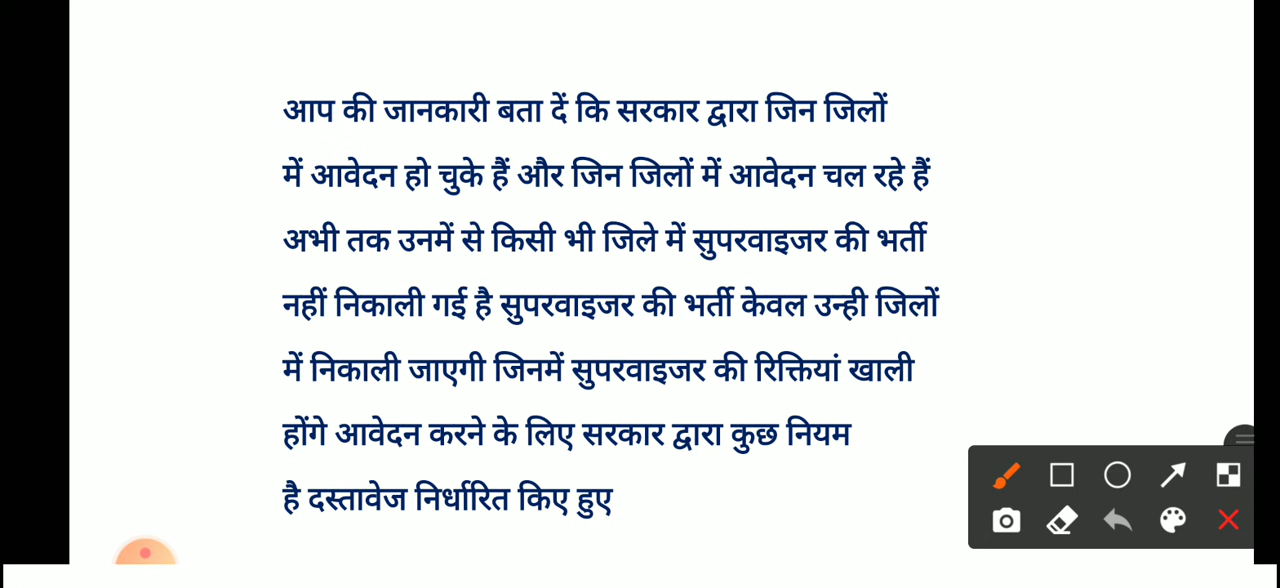 आप की जानकारी बता दें कि सरकार द्वारा जिन जिलों
में आवेदन हो चुके हैं और जिन जिलों में आवेदन चल रहे हैं
अभी तक उनमें से किसी भी जिले में सुपरवाइजर की भर्ती
नहीं निकाली गई है सुपरवाइजर की भर्ती केवल उन्ही जिलों
में निकाली जाएगी जिनमें सुपरवाइजर की रिक्तियां खाली
होंगे आवेदन करने के लिए सरकार द्वारा कुछ नियम
है दस्तावेज निर्धारित किए हुए